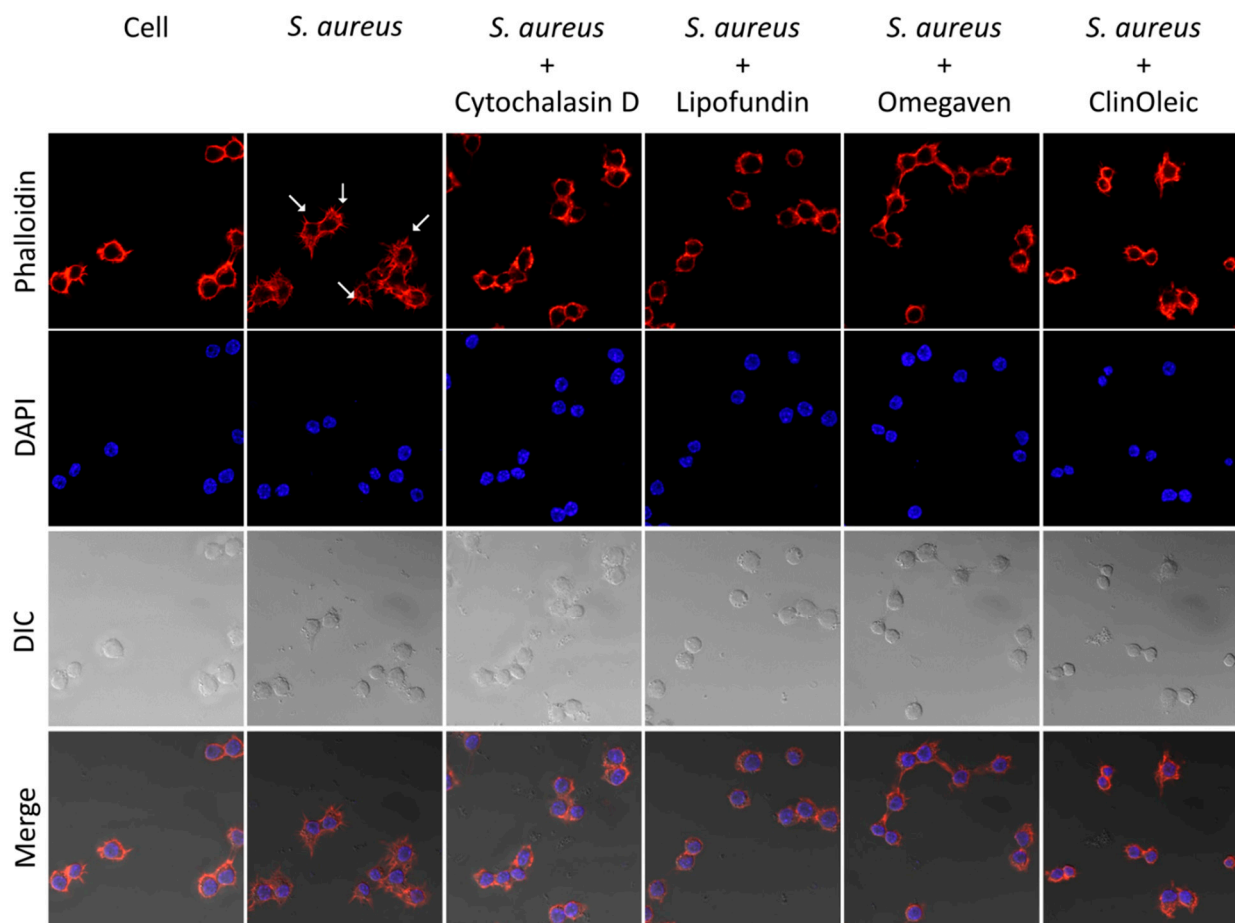 Cell
S. aureus
S. aureus
+
Cytochalasin D
S. aureus
+
Lipofundin
S. aureus
+
Omegaven
S. aureus
+
ClinOleic
Phalloidin
DAPI
DIC
Merge